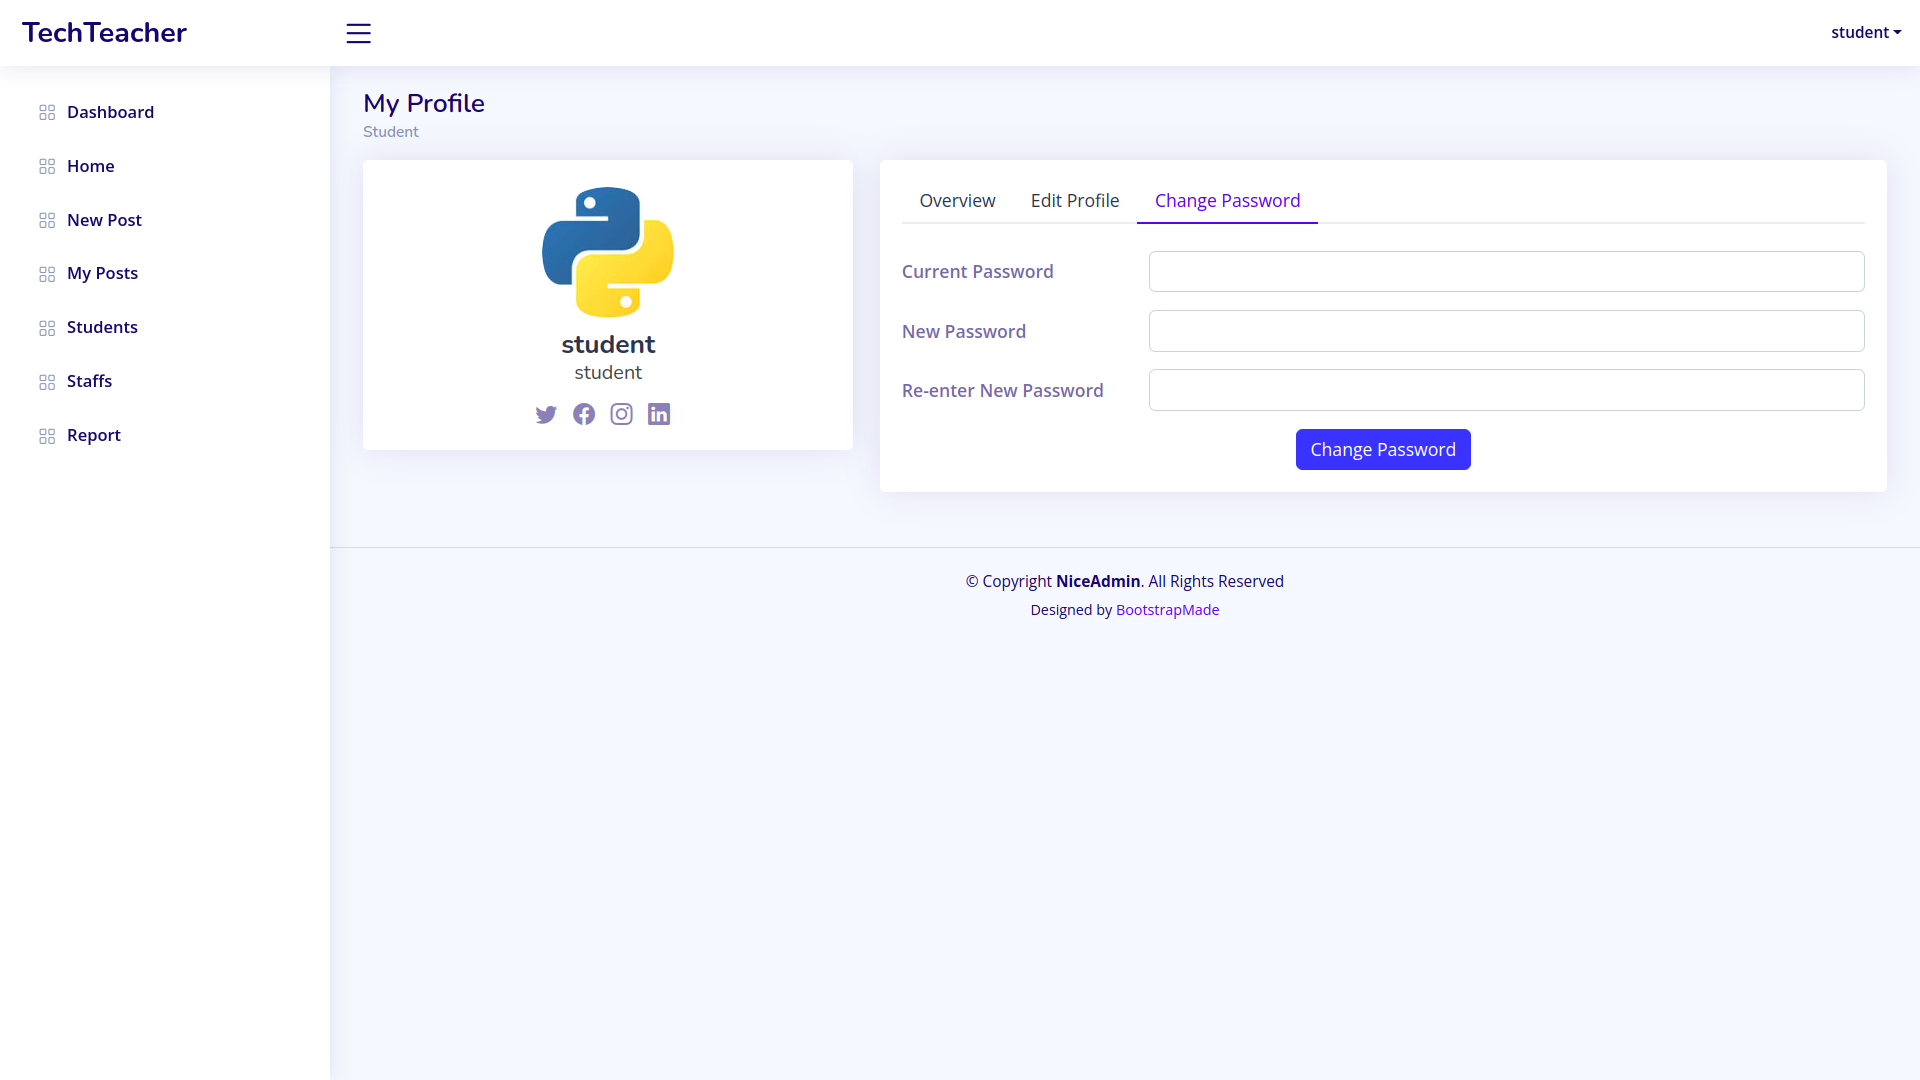 TechTeacher
student
Dashboard
Home
New Post
My Posts
Students
Staffs
Report
My Profile
Student
student
student
Overview
Edit Profile
Change Password
Current Password
New Password
Re-enter New Password
Change Password
© Copyright NiceAdmin. All Rights Reserved
Designed by BootstrapMade